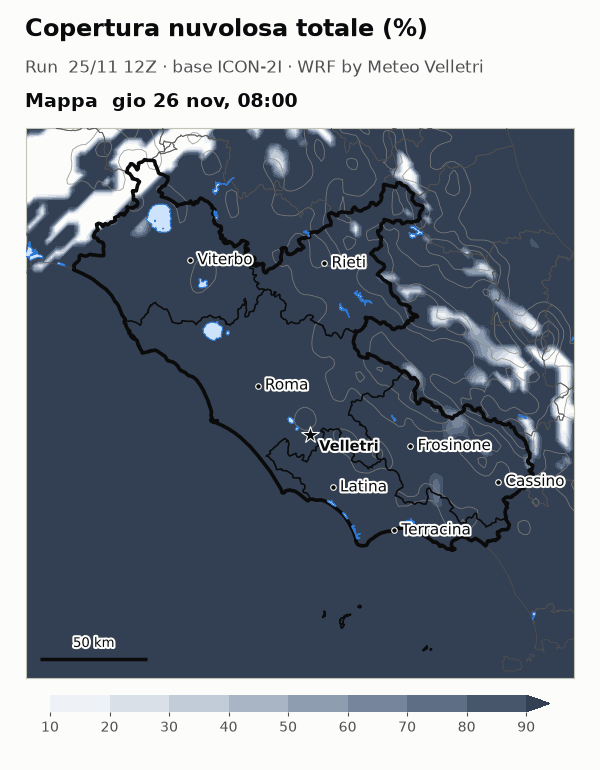 Copertura nuvolosa totale (%)
Run  25/11 12Z · base ICON-2I · WRF by Meteo Velletri
Mappa  gio 26 nov, 08:00
Viterbo
Rieti
Roma
Velletri
Frosinone
Latina
Cassino
Terracina
50 km
10 20 30 40 50 60 70 80 90